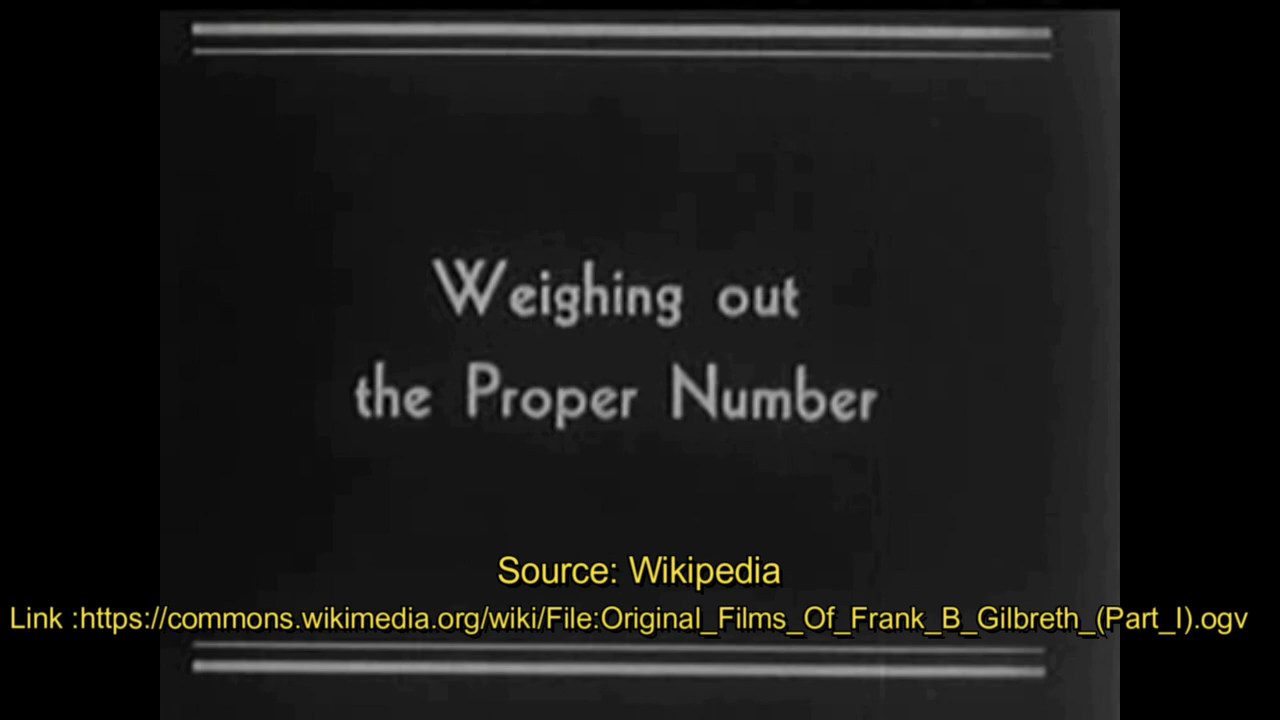 Weighing out
the Proper Number
Source: Wikipedia
Link :https://commons.wikimedia.org/wiki/File:Original_Films_Of_Frank_B_Gilbreth_(Part_I).ogv